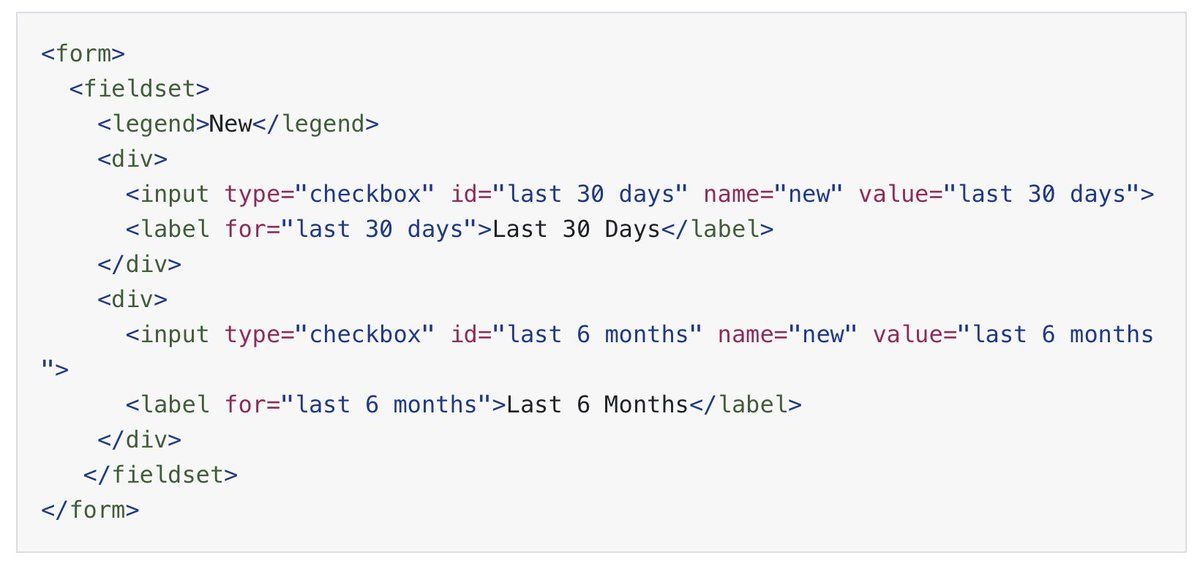 <form>
  <fieldset>
    <legend>New</legend>
    <div>
      <input type="checkbox" id="last 30 days" name="new" value="last 30 days">
      <label for="last 30 days">Last 30 Days</label>
    </div>
    <div>
      <input type="checkbox" id="last 6 months" name="new" value="last 6 months
">
      <label for="last 6 months">Last 6 Months</label>
    </div>
   </fieldset>
</form>